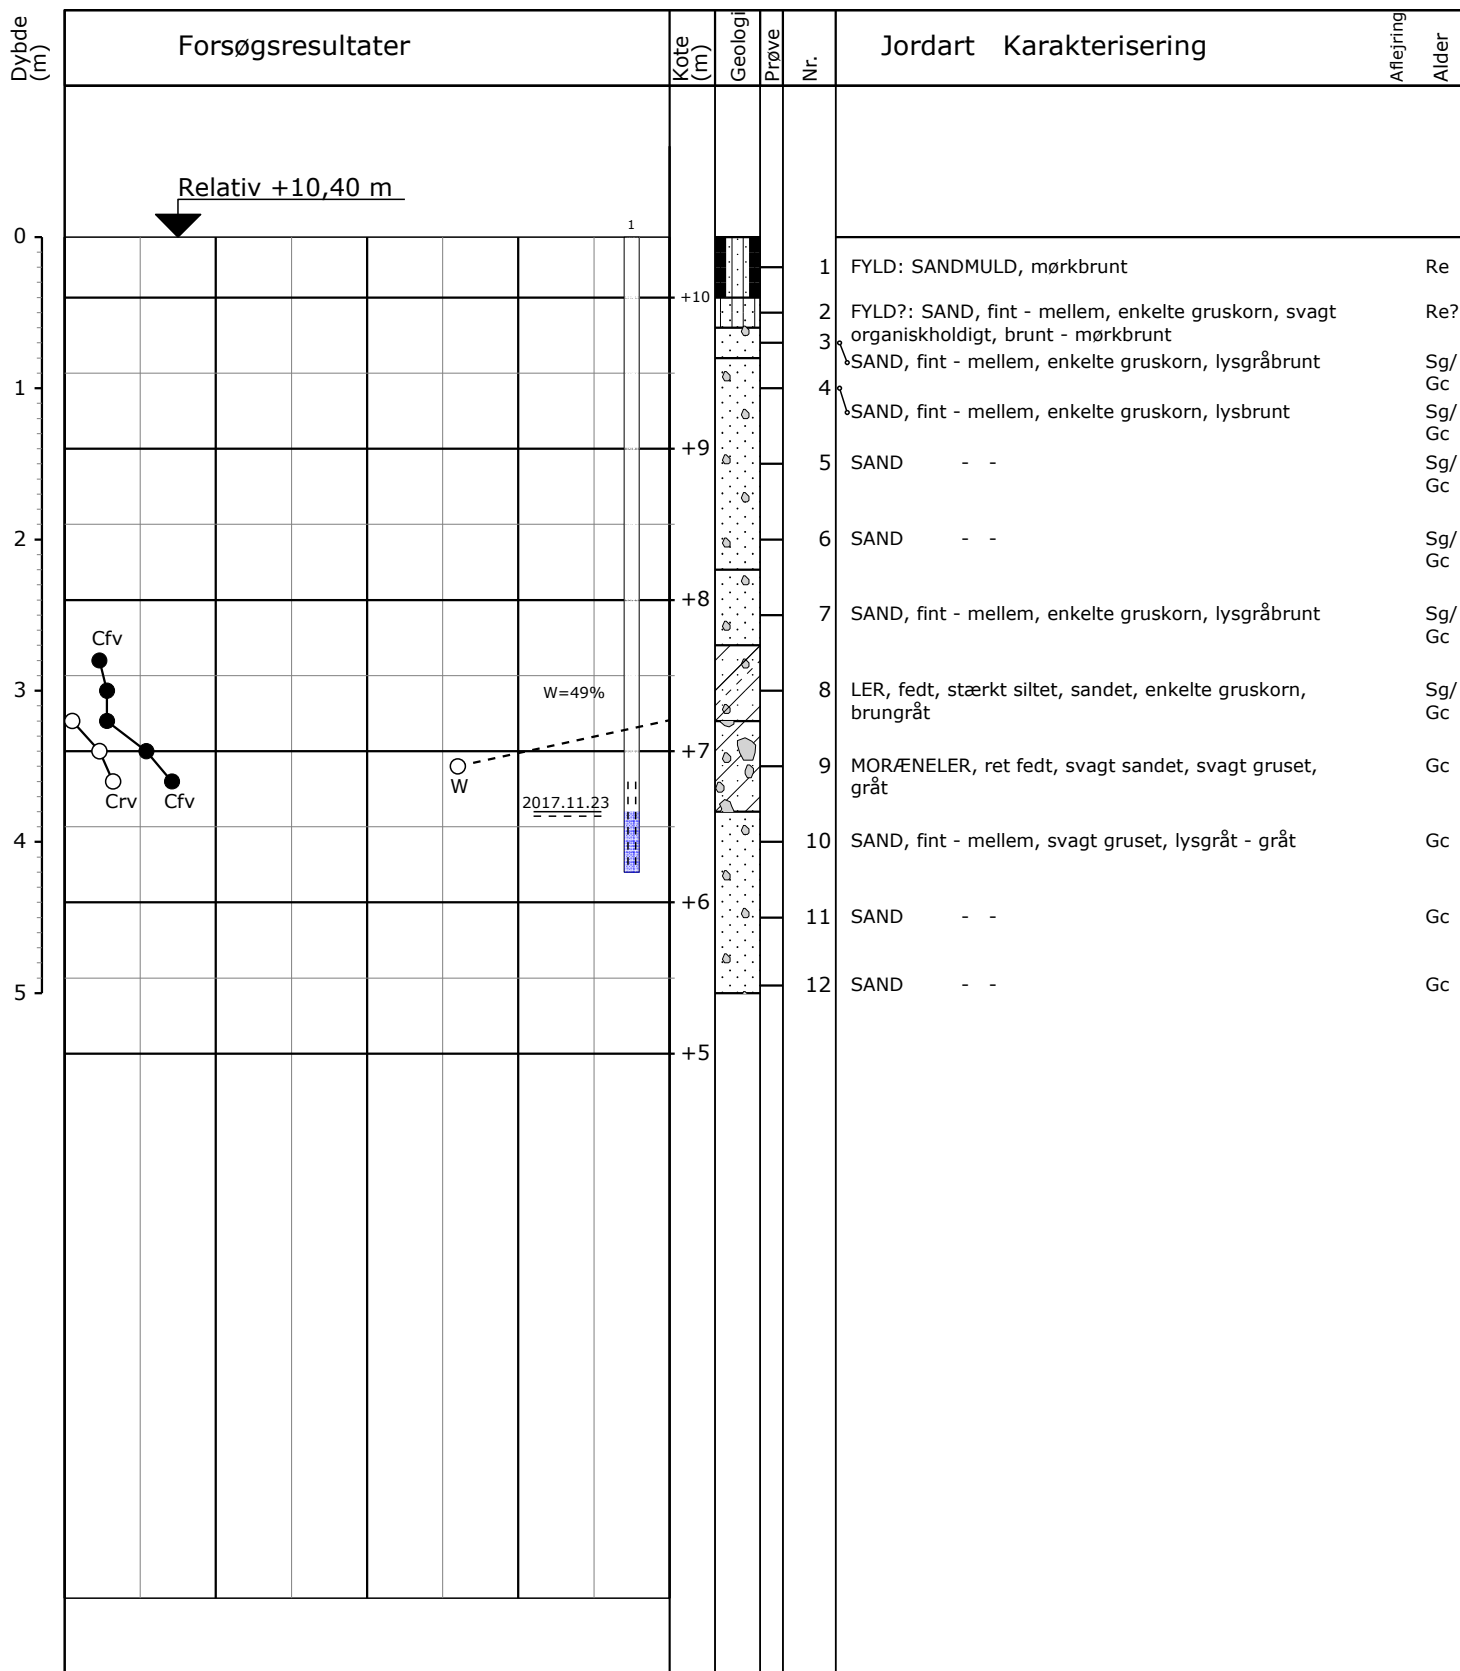 Dybde
(m)
Forsøgsresultater
Kote
(m)
Geologi
Prøve
Nr.
Jordart Karakterisering
Aflejring
Alder
Relativ +10,40 m
1
0
1 FYLD: SANDMULD, mørkbrunt Re
+10
2 FYLD?: SAND, fint - mellem, enkelte gruskorn, svagt Re?
organiskholdigt, brunt - mørkbrunt
3
SAND, fint - mellem, enkelte gruskorn, lysgråbrunt Sg/
Gc
1
4
SAND, fint - mellem, enkelte gruskorn, lysbrunt Sg/
Gc
+9
5 SAND - - Sg/
Gc
2
6 SAND - - Sg/
Gc
+8
7 SAND, fint - mellem, enkelte gruskorn, lysgråbrunt Sg/
Gc
Cfv
3
W=49%
8 LER, fedt, stærkt siltet, sandet, enkelte gruskorn, Sg/
brungråt Gc
+7
9 MORÆNELER, ret fedt, svagt sandet, svagt gruset, Gc
gråt
W
Crv Cfv
2017.11.23
4
10 SAND, fint - mellem, svagt gruset, lysgråt - gråt Gc
+6
11 SAND - - Gc
5
12 SAND - - Gc
+5